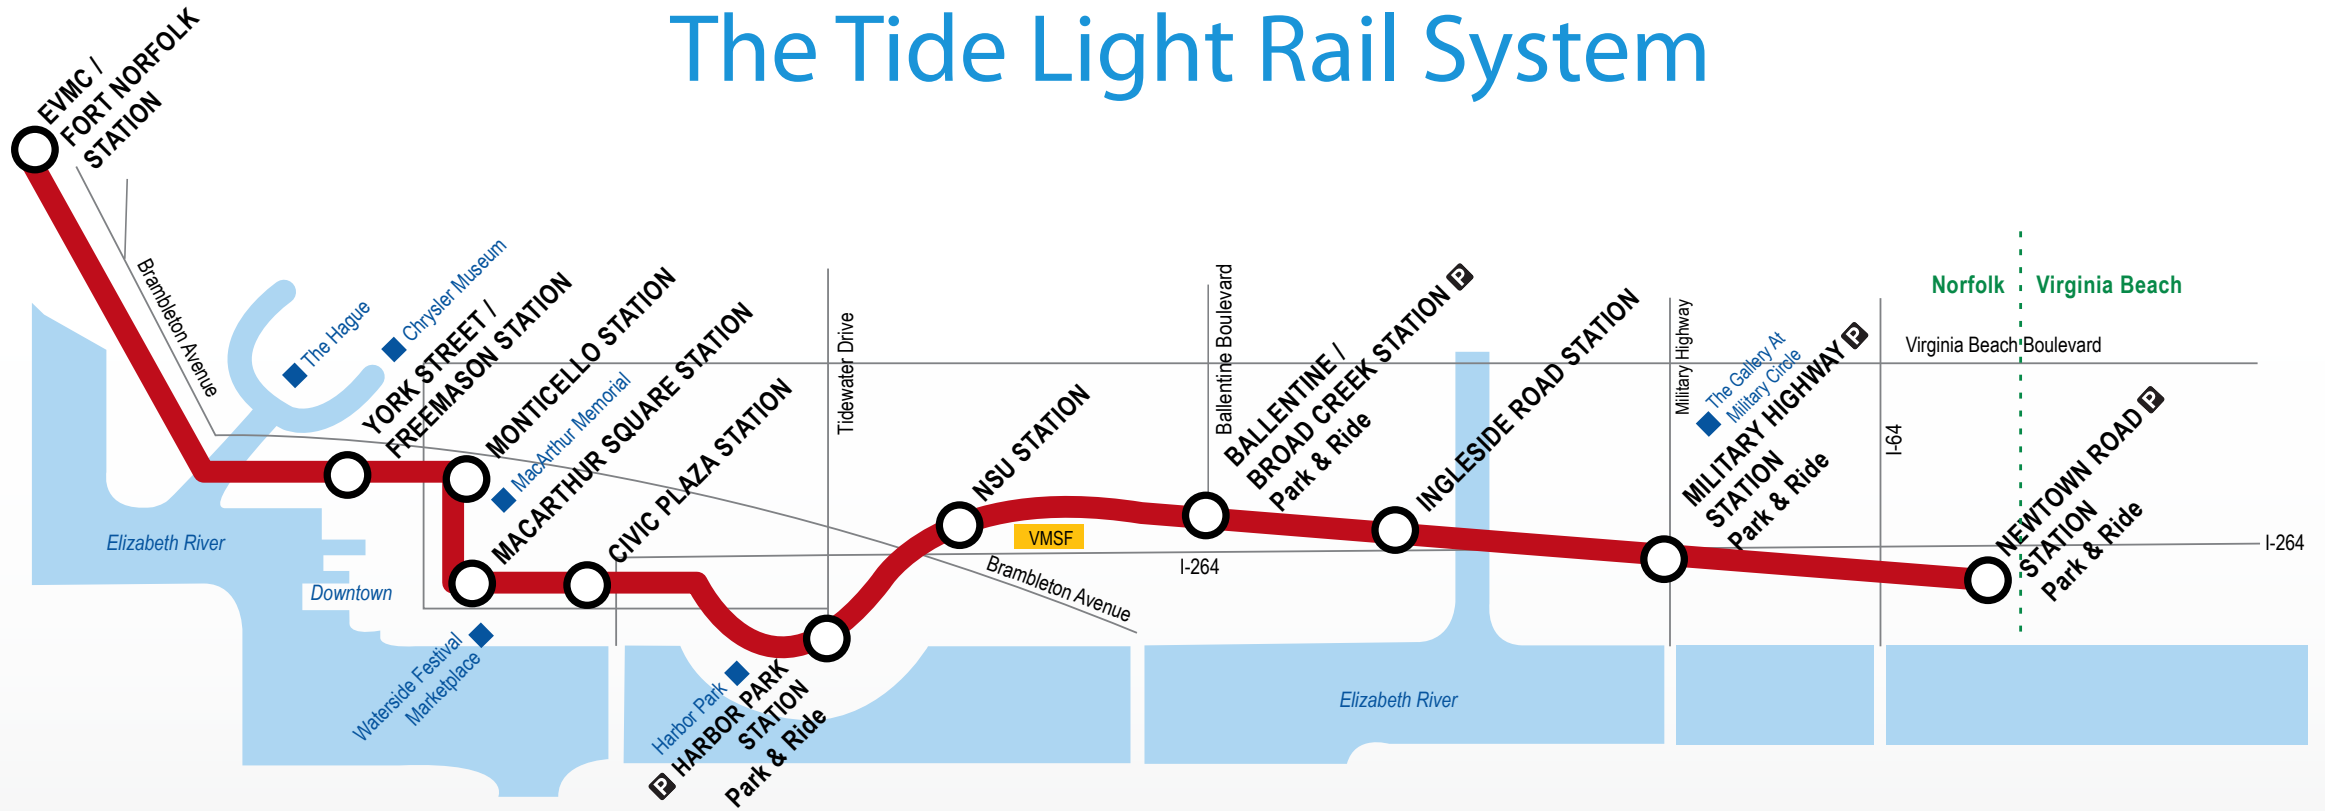 The Tide Light Rail System
EVMC /
FORT NORFOLK
STATION
Brambleton Avenue
The Hague
Chrysler Museum
YORK STREET /
FREEMASON STATION
MONTICELLO STATION
MacArthur Memorial
MACARTHUR SQUARE STATION
CIVIC PLAZA STATION
Tidewater Drive
NSU STATION
VMSF
Brambleton Avenue
Ballentine Boulevard
I-264
BALLENTINE /
BROAD CREEK STATION P
Park & Ride
INGLESIDE ROAD STATION
Military Highway
The Gallery At
Military Circle
MILITARY HIGHWAY P
STATION
Park & Ride
I-64
Norfolk
Virginia Beach
Virginia Beach Boulevard
NEWTOWN ROAD P
STATION
Park & Ride
I-264
Elizabeth River
Downtown
Waterside Festival
Marketplace
Harbor Park
P HARBOR PARK
STATION
Park & Ride
Elizabeth River